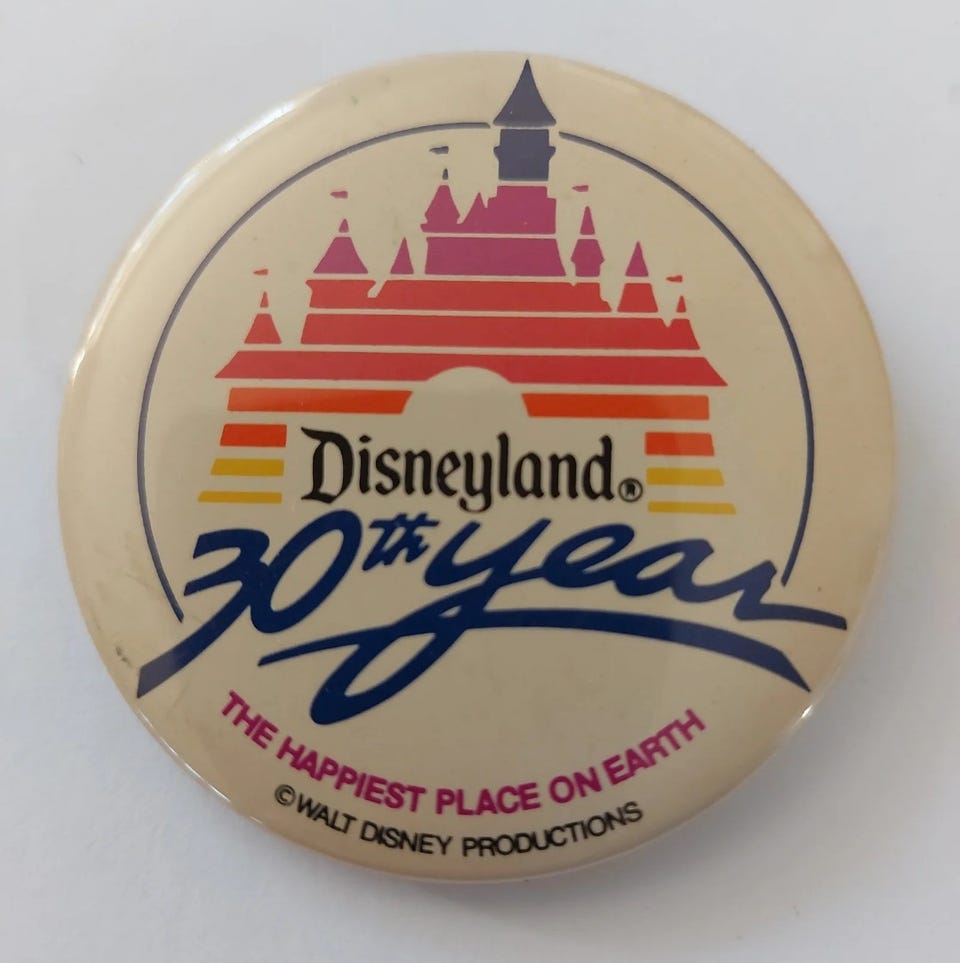 Disneyland®
30th year
THE HAPPIEST PLACE ON EARTH
©WALT DISNEY PRODUCTIONS